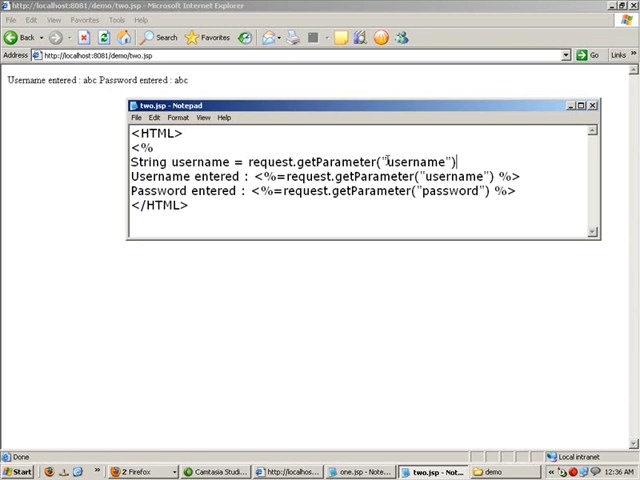 http://localhost:8081/demo/two.jsp - Microsoft Internet Explorer
File Edit View Favorites Tools Help
Back Search Favorites
Address http://localhost:8081/demo/two.jsp Go Links »
Username entered : abc Password entered : abc
two.jsp - Notepad
File Edit Format View Help
<HTML>
<%
String username = request.getParameter("username")
Username entered : <%=request.getParameter("username") %>
Password entered : <%=request.getParameter("password") %>
</HTML>
Done Local intranet
Start » 2 Firefox Camtasia Studi... http://localhos... one.jsp - Note... two.jsp - Not... demo « 12:36 AM